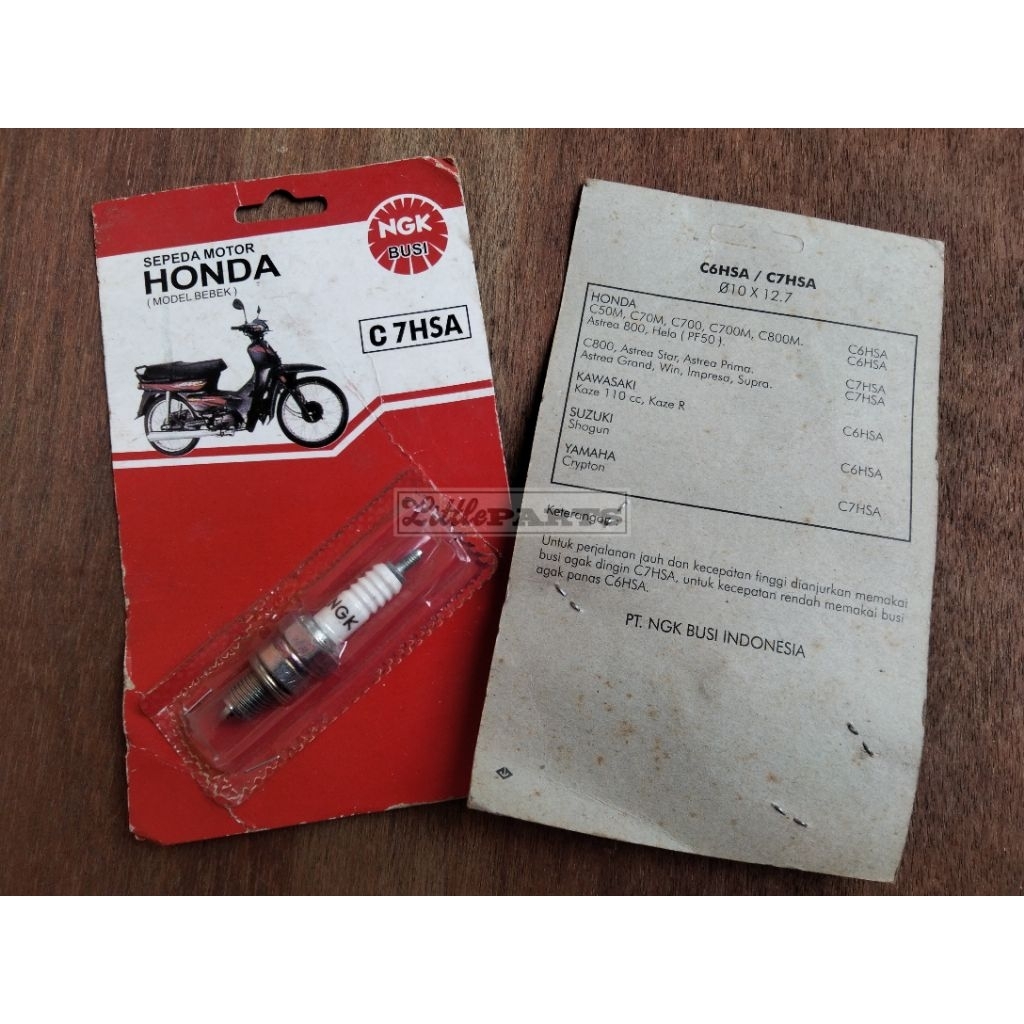 SEPEDA MOTOR
HONDA
( MODEL BEBEK )
NGK
BUSI
C 7HSA
NGK
LittlePARTS
C6HSA / C7HSA
Ø10 X 12.7
HONDA
C50M, C70M, C700, C700M, C800M. C6HSA
Astrea 800, Hela ( PF50 ). C6HSA
C800, Astrea Star, Astrea Prima. C7HSA
Astrea Grand, Win, Impresa, Supra. C7HSA
KAWASAKI
Kaze 110 cc, Kaze R C6HSA
SUZUKI
Shogun C6HSA
YAMAHA
Crypton C7HSA
Keterangan
Untuk perjalanan jauh dan kecepatan tinggi dianjurkan memakai
busi agak dingin C7HSA, untuk kecepatan rendah memakai busi
agak panas C6HSA.
PT. NGK BUSI INDONESIA